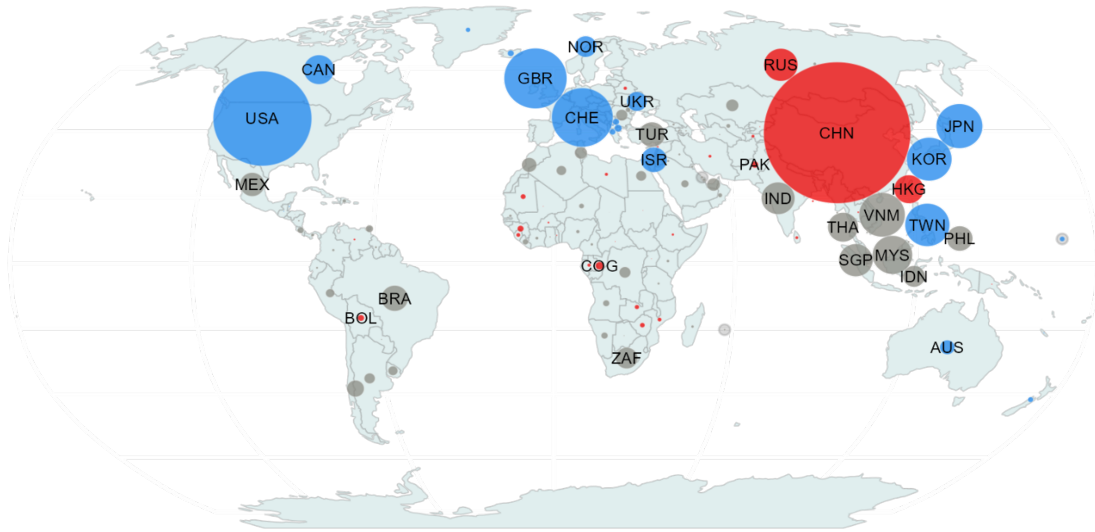 NOR
RUS
CAN
GBR
UKR
USA
CHE
JPN
CHN
TUR
ISR
PAK
KOR
MEX
HKG
IND
VNM
THA
TWN
PHL
SGP
MYS
COG
IDN
BRA
BOL
AUS
ZAF